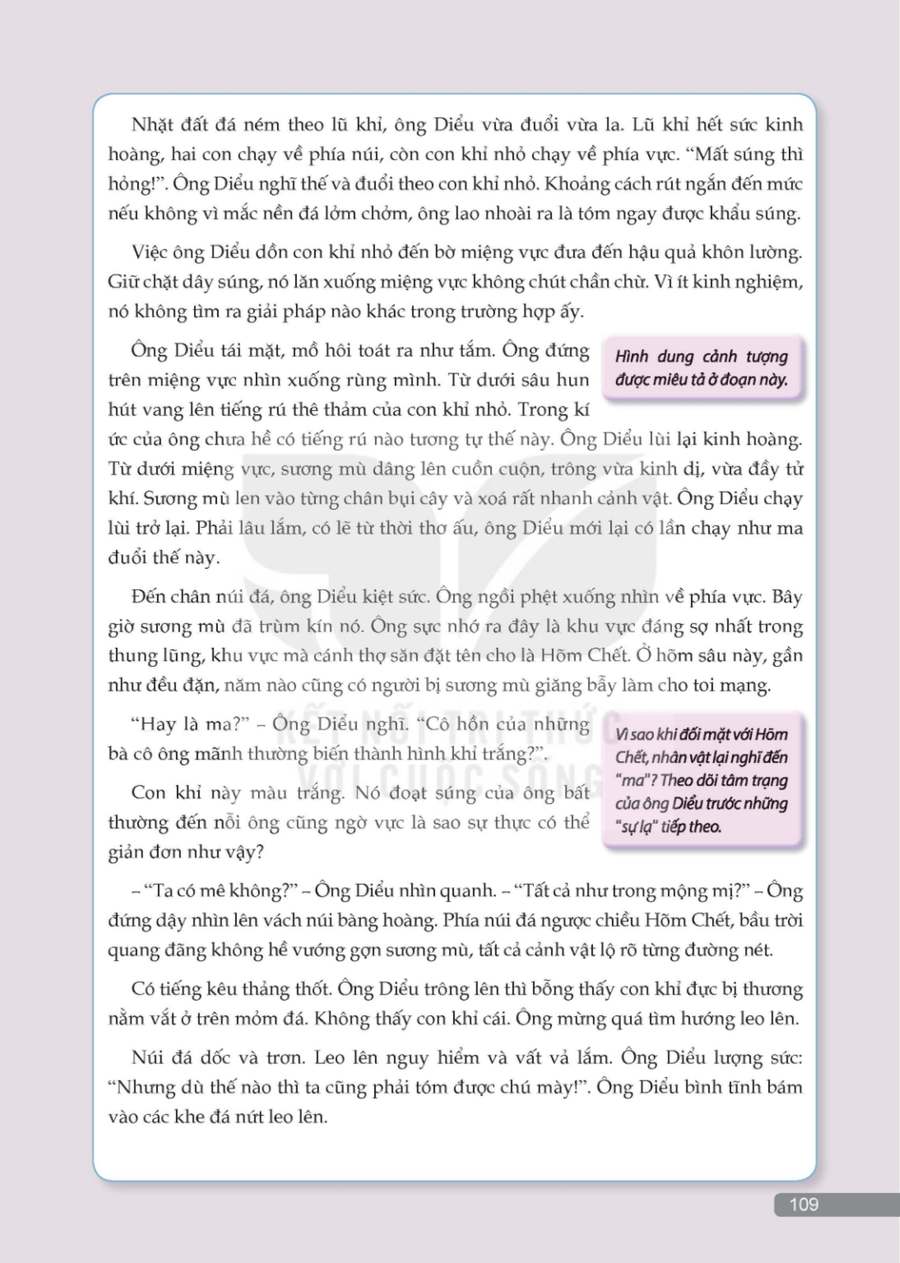 Nhặt đất đá ném theo lũ khỉ, ông Diểu vừa đuổi vừa la. Lũ khỉ hết sức kinh
hoàng, hai con chạy về phía núi, còn con khỉ nhỏ chạy về phía vực. “Mất súng thì
hỏng!”. Ông Diểu nghĩ thế và đuổi theo con khỉ nhỏ. Khoảng cách rút ngắn đến mức
nếu không vì mắc nền đá lởm chởm, ông lao nhoài ra là tóm ngay được khẩu súng.
Việc ông Diểu dồn con khỉ nhỏ đến bờ miệng vực đưa đến hậu quả khôn lường.
Giữ chặt dây súng, nó lăn xuống miệng vực không chút chần chừ. Vì ít kinh nghiệm,
nó không tìm ra giải pháp nào khác trong trường hợp ấy.
Ông Diểu tái mặt, mồ hôi toát ra như tắm. Ông đứng
trên miệng vực nhìn xuống rùng mình. Từ dưới sâu hun
hút vang lên tiếng rú thê thảm của con khỉ nhỏ. Trong kí
ức của ông chưa hề có tiếng rú nào tương tự thế này. Ông Diểu lùi lại kinh hoàng.
Từ dưới miệng vực, sương mù dâng lên cuồn cuộn, trông vừa kinh dị, vừa đầy tử
khí. Sương mù len vào từng chân bụi cây và xoá rất nhanh cảnh vật. Ông Diểu chạy
lùi trở lại. Phải lâu lắm, có lẽ từ thời thơ ấu, ông Diểu mới lại có lần chạy như ma
đuổi thế này.
Hình dung cảnh tượng
được miêu tả ở đoạn này.
Đến chân núi đá, ông Diểu kiệt sức. Ông ngồi phệt xuống nhìn về phía vực. Bây
giờ sương mù đã trùm kín nó. Ông sực nhớ ra đây là khu vực đáng sợ nhất trong
thung lũng, khu vực mà cánh thợ săn đặt tên cho là Hõm Chết. Ở hõm sâu này, gần
như đều đặn, năm nào cũng có người bị sương mù giăng bẫy làm cho toi mạng.
“Hay là ma?” – Ông Diểu nghĩ. “Cô hồn của những
bà cô ông mãnh thường biến thành hình khỉ trắng?”.
Con khỉ này màu trắng. Nó đoạt súng của ông bất
thường đến nỗi ông cũng ngờ vực là sao sự thực có thể
giản đơn như vậy?
Vì sao khi đối mặt với Hõm
Chết, nhân vật lại nghĩ đến
"ma"? Theo dõi tâm trạng
của ông Diểu trước những
"sự lạ" tiếp theo.
– “Ta có mê không?” – Ông Diểu nhìn quanh. – “Tất cả như trong mộng mị?” – Ông
đứng dậy nhìn lên vách núi bàng hoàng. Phía núi đá ngược chiều Hõm Chết, bầu trời
quang đãng không hề vướng gợn sương mù, tất cả cảnh vật lộ rõ từng đường nét.
Có tiếng kêu thảng thốt. Ông Diểu trông lên thì bỗng thấy con khỉ đực bị thương
nằm vắt ở trên mỏm đá. Không thấy con khỉ cái. Ông mừng quá tìm hướng leo lên.
Núi đá dốc và trơn. Leo lên nguy hiểm và vất vả lắm. Ông Diểu lượng sức:
“Nhưng dù thế nào thì ta cũng phải tóm được chú mày!”. Ông Diểu bình tĩnh bám
vào các khe đá nứt leo lên.
KẾT NỐI TRI THỨC
VỚI CUỘC SỐNG
109